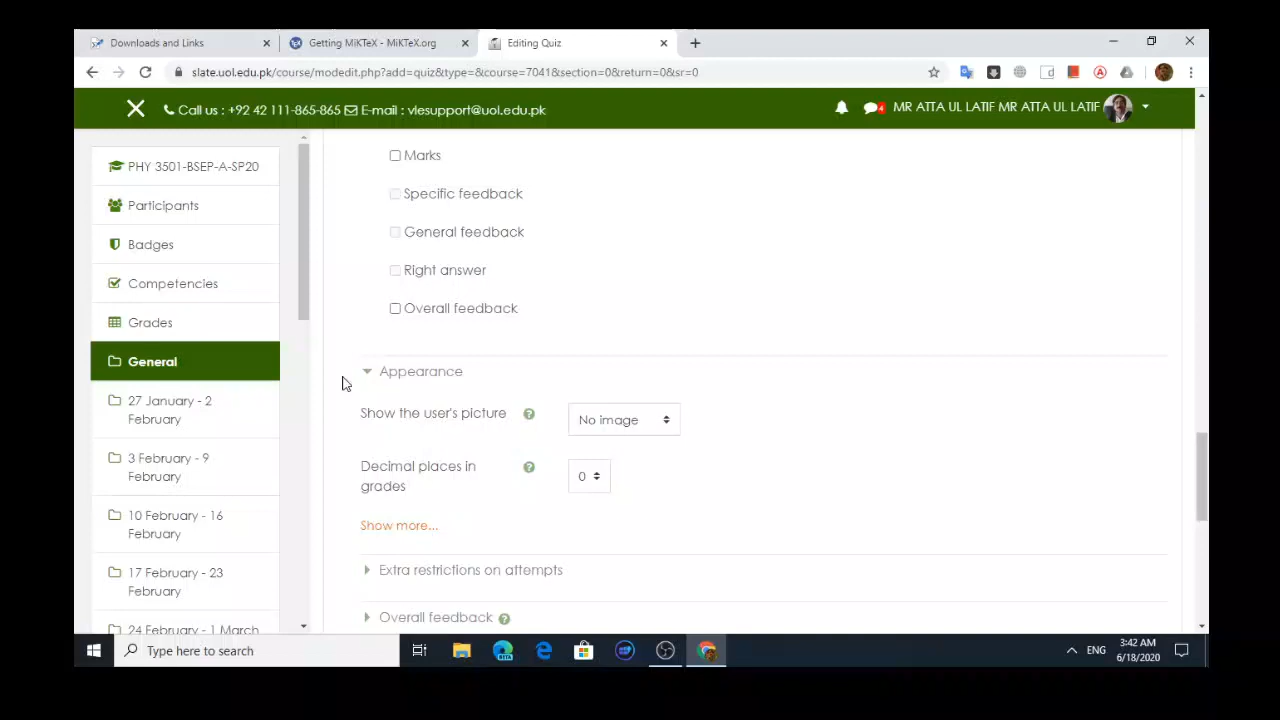 Downloads and Links
Getting MiKTeX - MiKTeX.org
Editing Quiz
slate.uol.edu.pk/course/modedit.php?add=quiz&type=&course=7041&section=0&return=0&sr=0
Call us : +92 42 111-865-865 E-mail : vlesupport@uol.edu.pk
4
MR ATTA UL LATIF MR ATTA UL LATIF
PHY 3501-BSEP-A-SP20
Participants
Badges
Competencies
Grades
General
27 January - 2
February
3 February - 9
February
10 February - 16
February
17 February - 23
February
24 February - 1 March
Marks
Specific feedback
General feedback
Right answer
Overall feedback
Appearance
Show the user's picture
No image
Decimal places in
grades
0
Show more...
Extra restrictions on attempts
Overall feedback
Type here to search
ENG
3:42 AM
6/18/2020